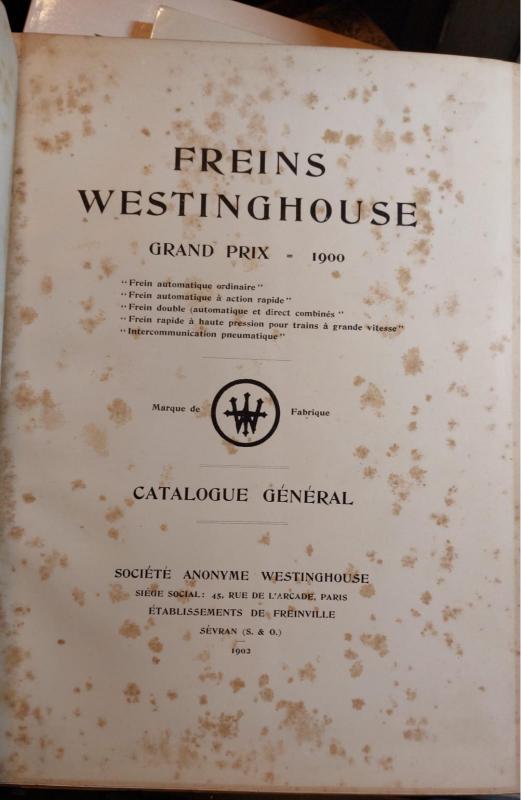 FREINS
WESTINGHOUSE
GRAND PRIX = 1900
"Frein automatique ordinaire"
"Frein automatique à action rapide"
"Frein double (automatique et direct combinés"
"Frein rapide à haute pression pour trains à grande vitesse"
"Intercommunication pneumatique"
Marque de W Fabrique
CATALOGUE GÉNÉRAL
SOCIÉTÉ ANONYME WESTINGHOUSE
SIÈGE SOCIAL: 45, RUE DE L'ARCADE, PARIS
ÉTABLISSEMENTS DE FREINVILLE
SÉVRAN (S. & O.)
1902